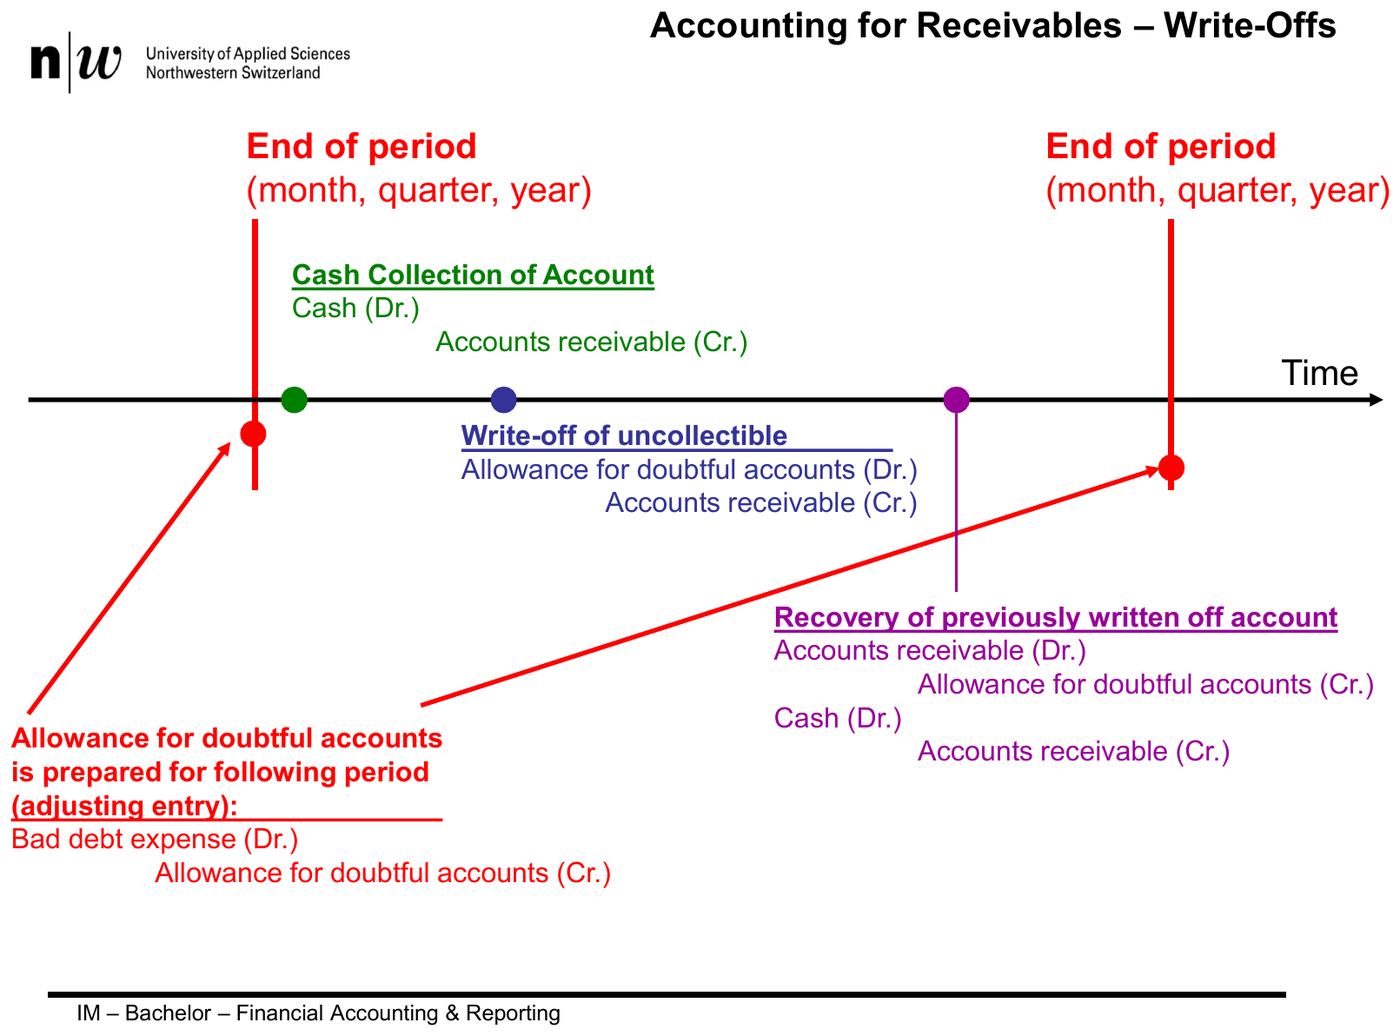 Accounting for Receivables – Write-Offs
n w
University of Applied Sciences
Northwestern Switzerland
End of period
(month, quarter, year)
End of period
(month, quarter, year)
Cash Collection of Account
Cash (Dr.)
Accounts receivable (Cr.)
Time
Write-off of uncollectible
Allowance for doubtful accounts (Dr.)
Accounts receivable (Cr.)
Recovery of previously written off account
Accounts receivable (Dr.)
Allowance for doubtful accounts (Cr.)
Cash (Dr.)
Accounts receivable (Cr.)
Allowance for doubtful accounts
is prepared for following period
(adjusting entry):
Bad debt expense (Dr.)
Allowance for doubtful accounts (Cr.)
IM – Bachelor – Financial Accounting & Reporting